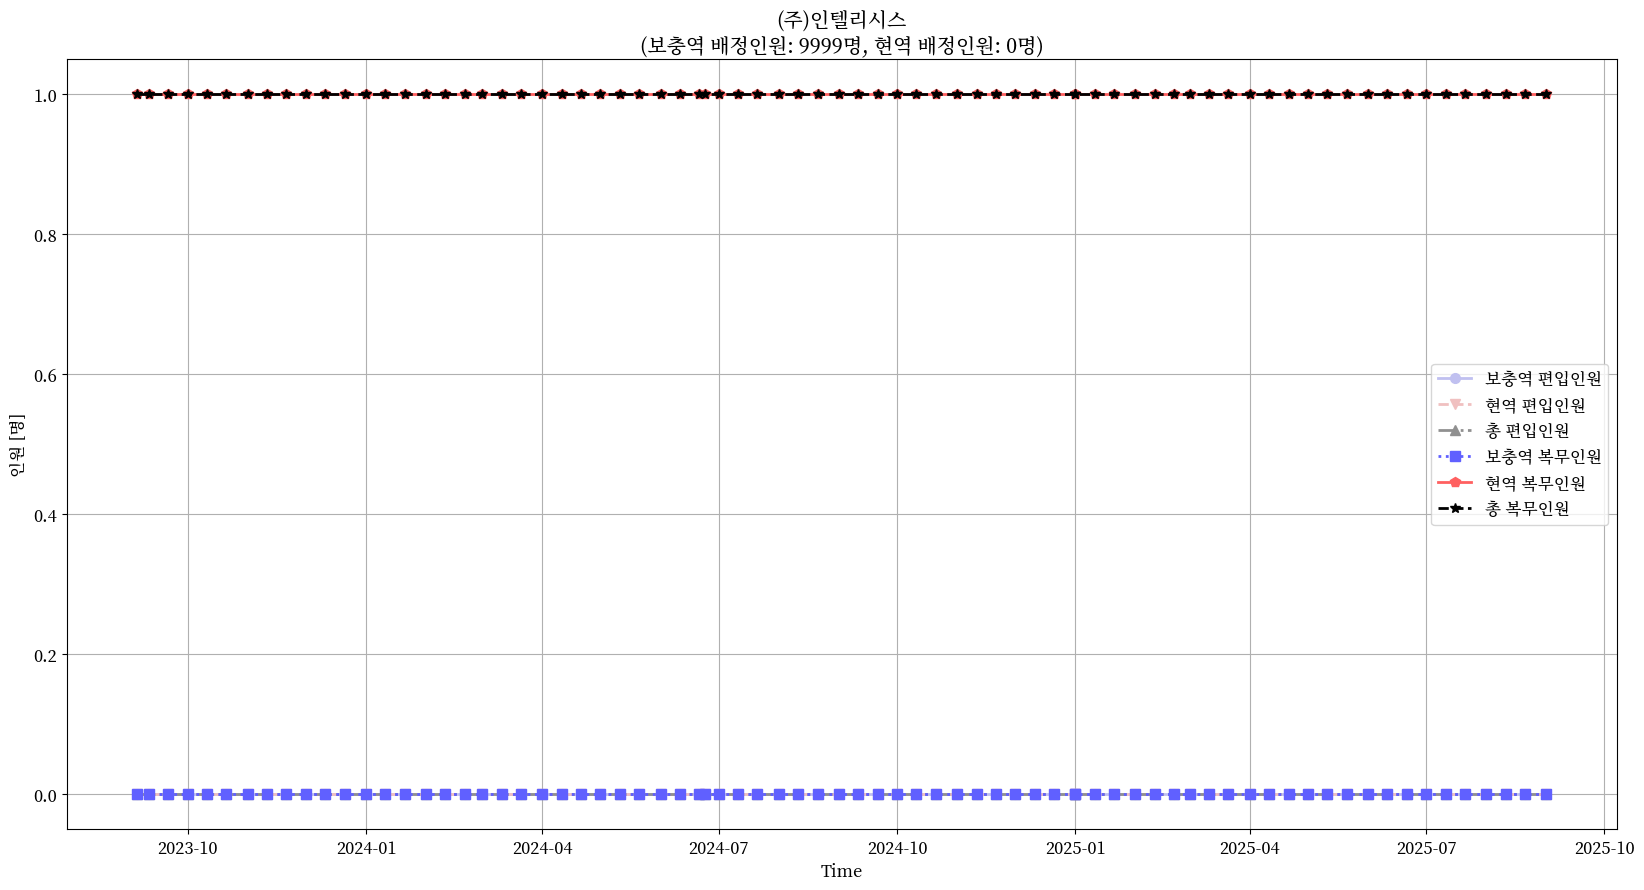 (주)인텔리시스
(보충역 배정인원: 9999명, 현역 배정인원: 0명)
1.0
0.8
0.6
0.4
0.2
0.0
인원 [명]
보충역 편입인원
현역 편입인원
총 편입인원
보충역 복무인원
현역 복무인원
총 복무인원
2023-10
2024-01
2024-04
2024-07
2024-10
2025-01
2025-04
2025-07
2025-10
Time